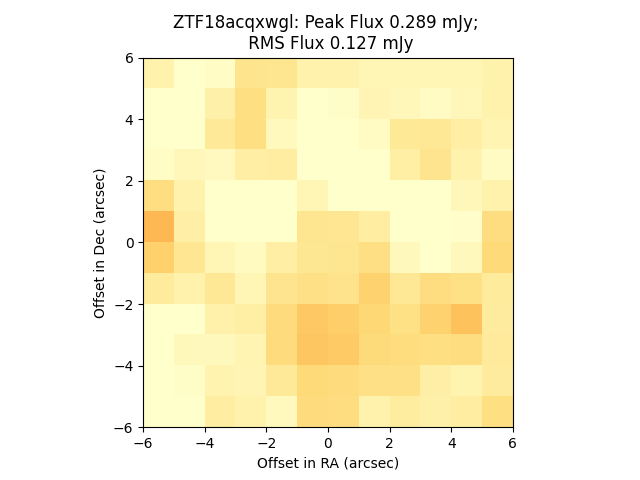 ZTF18acqxwgl: Peak Flux 0.289 mJy;
RMS Flux 0.127 mJy
6
4
2
0
−2
−4
−6
Offset in Dec (arcsec)
−6 −4 −2 0 2 4 6
Offset in RA (arcsec)